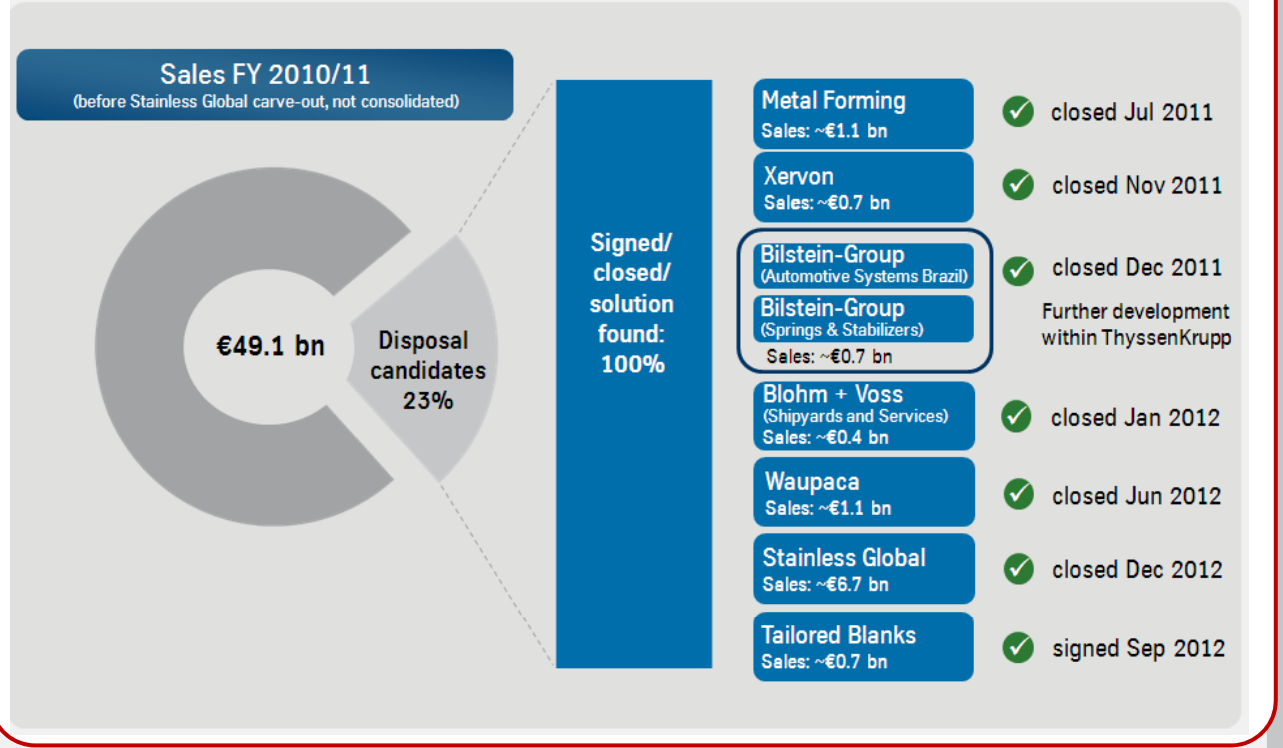 Sales FY 2010/11
(before Stainless Global carve-out, not consolidated)
€49.1 bn
Disposal
candidates
23%
Signed/
closed/
solution
found:
100%
Metal Forming
Sales: ~€1.1 bn
closed Jul 2011
Xervon
Sales: ~€0.7 bn
closed Nov 2011
Bilstein-Group
(Automotive Systems Brazil)
closed Dec 2011
Bilstein-Group
(Springs & Stabilizers)
Sales: ~€0.7 bn
Further development
within ThyssenKrupp
Blohm + Voss
(Shipyards and Services)
Sales: ~€0.4 bn
closed Jan 2012
Waupaca
Sales: ~€1.1 bn
closed Jun 2012
Stainless Global
Sales: ~€6.7 bn
closed Dec 2012
Tailored Blanks
Sales: ~€0.7 bn
signed Sep 2012